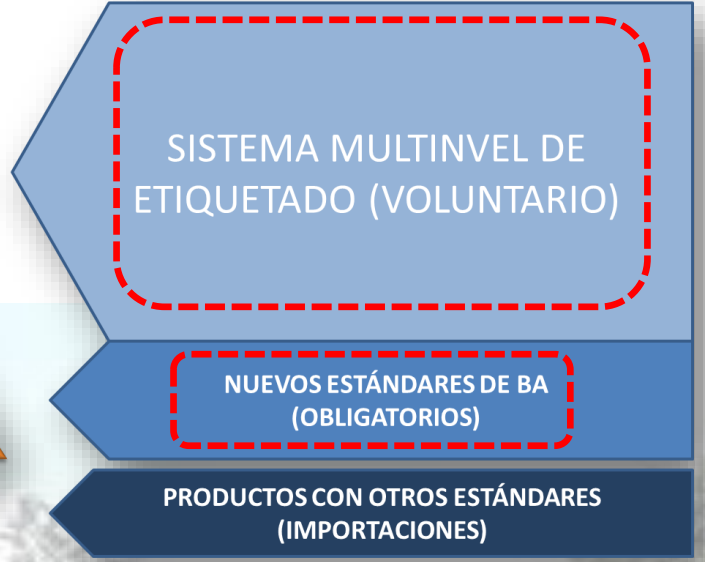 SISTEMA MULTINVEL DE
ETIQUETADO (VOLUNTARIO)
NUEVOS ESTÁNDARES DE BA
(OBLIGATORIOS)
PRODUCTOS CON OTROS ESTÁNDARES
(IMPORTACIONES)